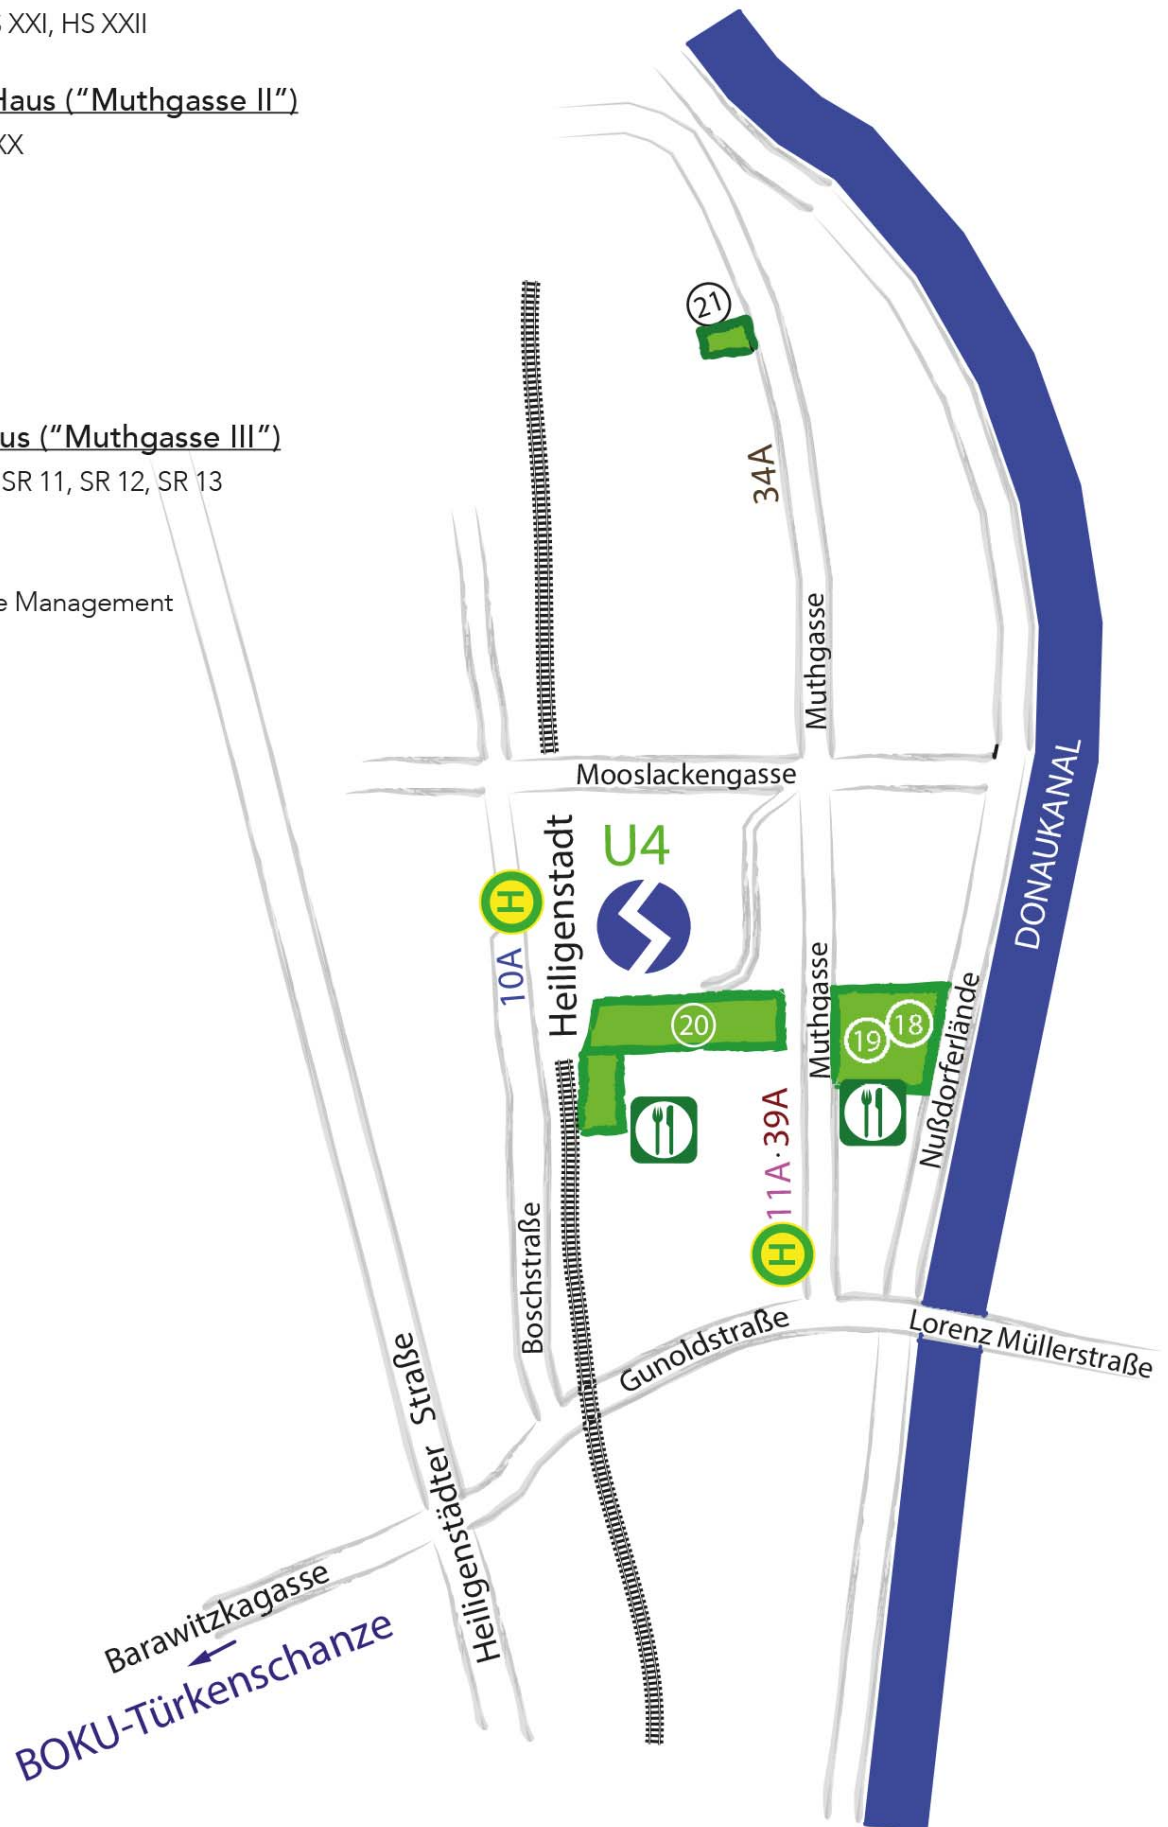 S XXI, HS XXII
Haus (“Muthgasse II”)
XX
21
us (“Muthgasse III”)
SR 11, SR 12, SR 13
34A
e Management
Muthgasse
Mooslackengasse
DONAUKANAL
U4
Heiligenstadt
H
10A
20
Muthgasse
19
18
Nußdorferlände
11A · 39A
H
Boschstraße
Gunoldstraße
Lorenz Müllerstraße
Heiligenstädter Straße
Heiligenstädter
Barawitzkagasse
BOKU-Türkenschanze